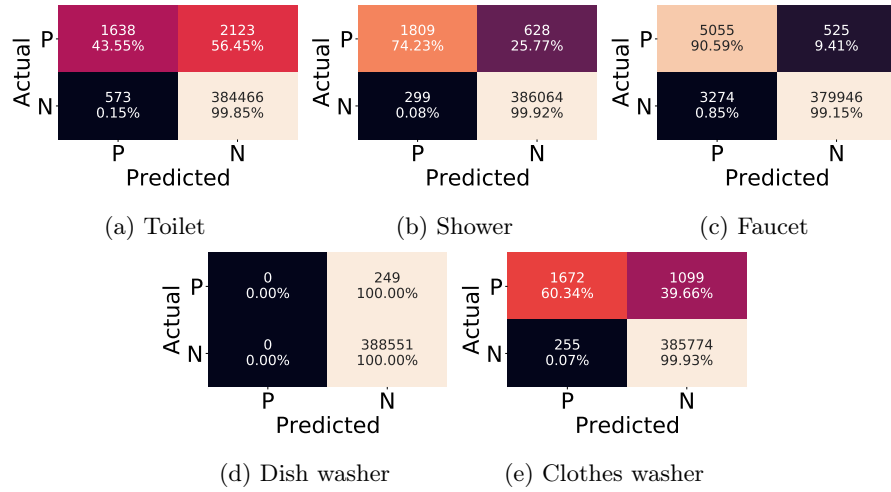 Actual
P
1638
43.55%
2123
56.45%
N
573
0.15%
384466
99.85%
P
N
Predicted
(a) Toilet
P
1809
74.23%
628
25.77%
N
299
0.08%
386064
99.92%
P
N
Predicted
(b) Shower
Actual
P
5055
90.59%
525
9.41%
N
3274
0.85%
379946
99.15%
P
N
Predicted
(c) Faucet
Actual
P
0
0.00%
249
100.00%
N
0
0.00%
388551
100.00%
P
N
Predicted
(d) Dish washer
Actual
P
1672
60.34%
1099
39.66%
N
255
0.07%
385774
99.93%
P
N
Predicted
(e) Clothes washer